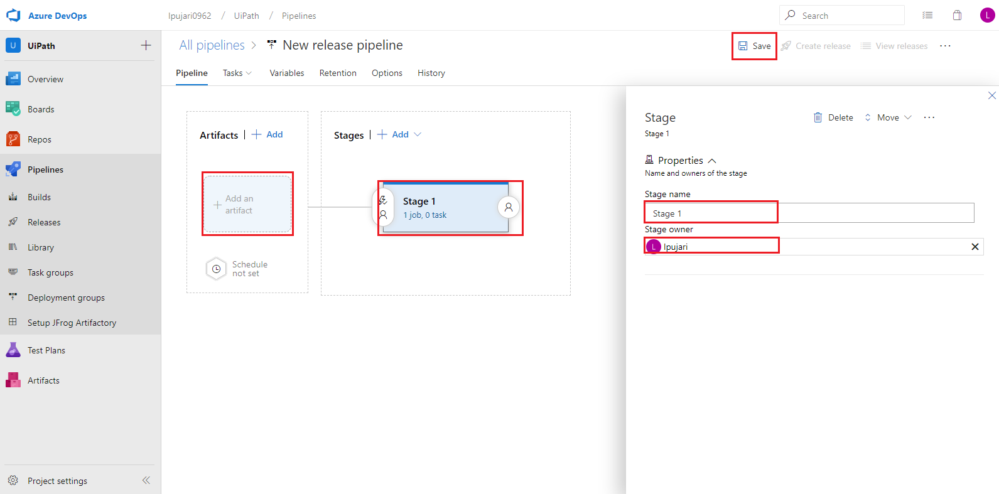 Azure DevOps
lpujari0962 / UiPath / Pipelines
Search
L
U UiPath
Overview
Boards
Repos
Pipelines
Builds
Releases
Library
Task groups
Deployment groups
Setup JFrog Artifactory
Test Plans
Artifacts
Project settings
All pipelines > New release pipeline
Save
Create release
View releases
Pipeline Tasks Variables Retention Options History
Artifacts | + Add
Add an
artifact
Schedule
not set
Stages | + Add
Stage 1
1 job, 0 task
Stage
Delete Move
Stage 1
Properties
Name and owners of the stage
Stage name
Stage 1
Stage owner
L lpujari